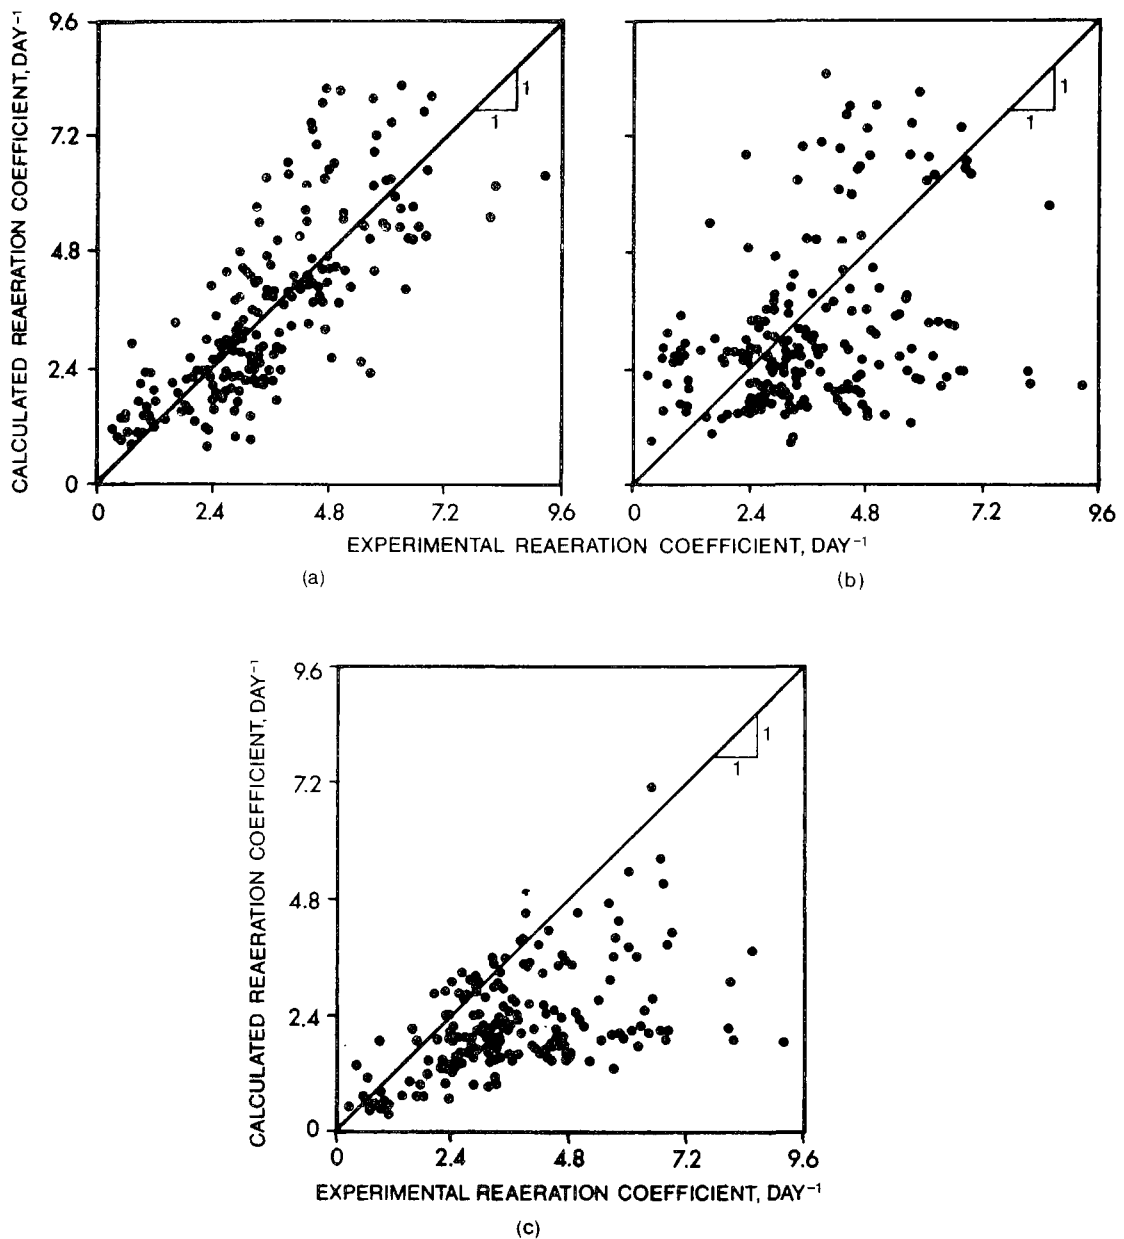 CALCULATED REAERATION COEFFICIENT, DAY⁻¹
9.6
7.2
4.8
2.4
0
1
1
0 2.4 4.8 7.2 9.6
1
1
0 2.4 4.8 7.2 9.6
EXPERIMENTAL REAERATION COEFFICIENT, DAY⁻¹
(a) (b)
CALCULATED REAERATION COEFFICIENT, DAY⁻¹
9.6
7.2
4.8
2.4
0
1
1
0 2.4 4.8 7.2 9.6
EXPERIMENTAL REAERATION COEFFICIENT, DAY⁻¹
(c)